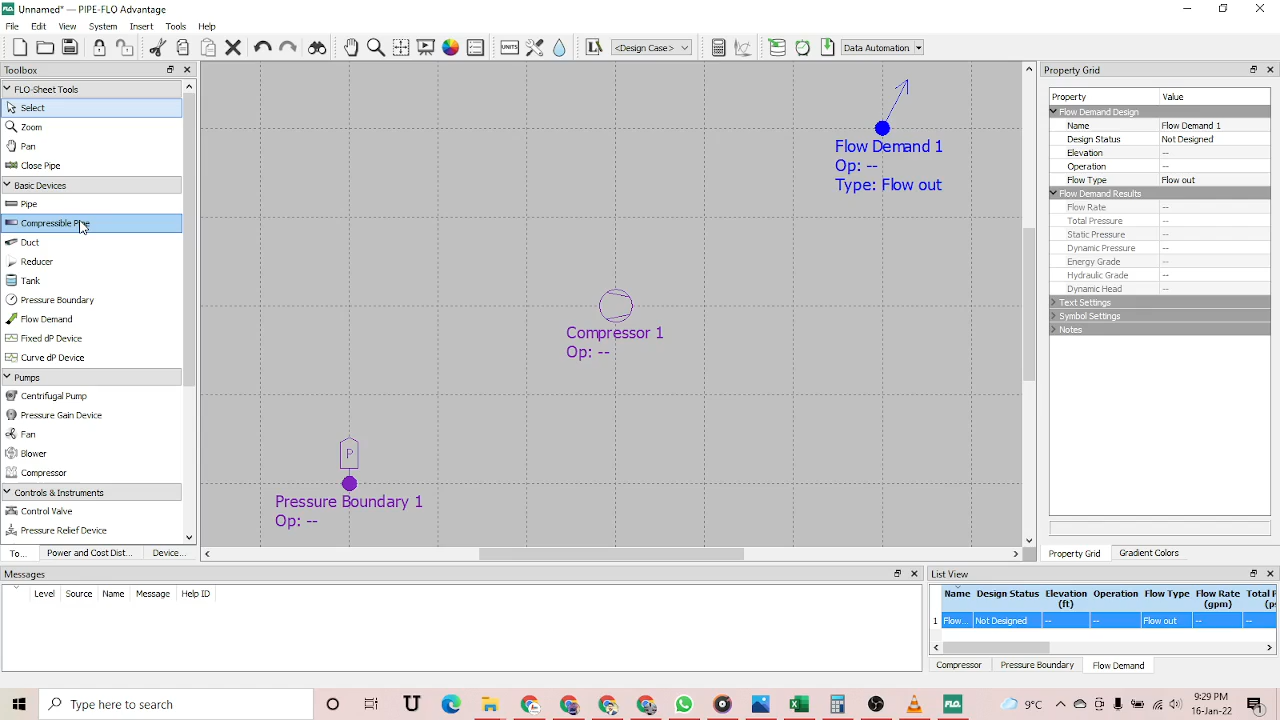 Unnamed* — PIPE-FLO Advantage
File Edit View System Insert Tools Help
UNITS <Design Case> Data Automation
Toolbox
FLO-Sheet Tools
Select
Zoom
Pan
Close Pipe
Basic Devices
Pipe
Compressible Pipe
Duct
Reducer
Tank
Pressure Boundary
Flow Demand
Fixed dP Device
Curve dP Device
Pumps
Centrifugal Pump
Pressure Gain Device
Fan
Blower
Compressor
Controls & Instruments
Control Valve
Pressure Relief Device
To... Power and Cost Dist... Device...
Flow Demand 1
Op: --
Type: Flow out
Compressor 1
Op: --
P
Pressure Boundary 1
Op: --
Property Grid
Property Value
Flow Demand Design
Name Flow Demand 1
Design Status Not Designed
Elevation --
Operation --
Flow Type Flow out
Flow Demand Results
Flow Rate --
Total Pressure --
Static Pressure --
Dynamic Pressure --
Energy Grade --
Hydraulic Grade --
Dynamic Head --
Text Settings
Symbol Settings
Notes
Property Grid Gradient Colors
Messages
Level Source Name Message Help ID
List View
Name Design Status Elevation (ft) Operation Flow Type Flow Rate (gpm) Total P (ps
1 Flow... Not Designed -- -- Flow out -- --
Compressor Pressure Boundary Flow Demand
Type here to search
9°C
9:29 PM
16-Jan-22